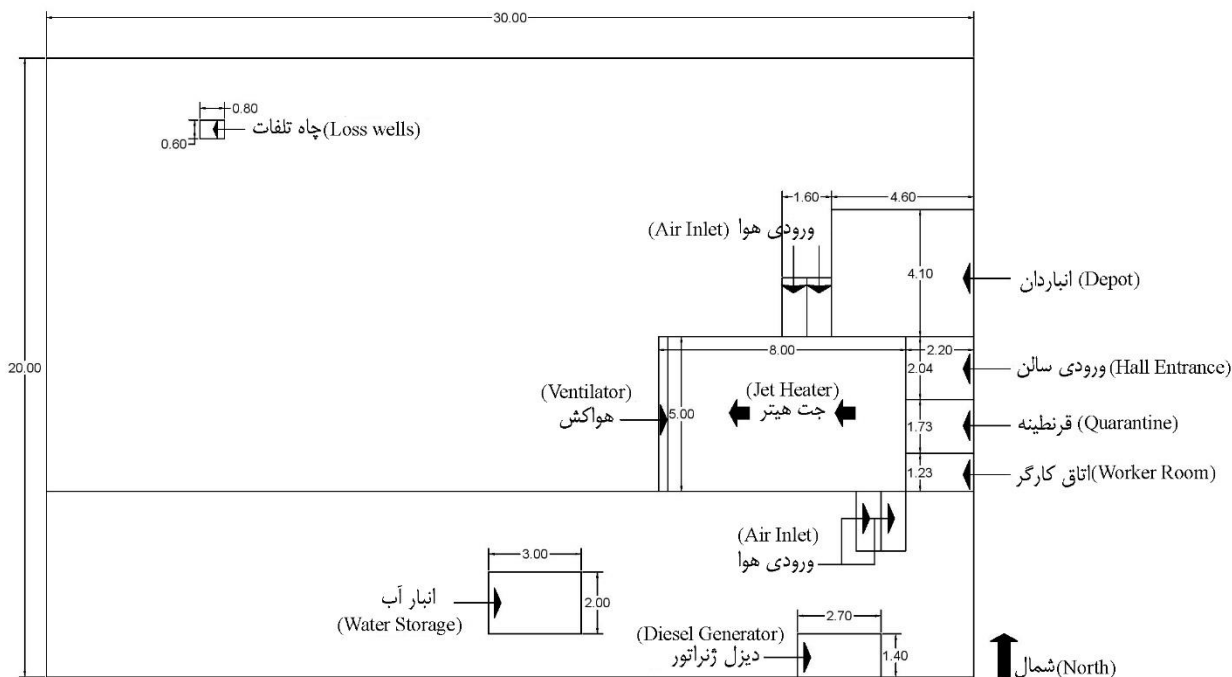 30.00
0.80
چاه تلفات (Loss wells)
0.60
1.60
4.60
(Air Inlet) ورودی هوا
4.10
انباردان (Depot)
20.00
8.00
2.20
2.04
ورودی سالن (Hall Entrance)
(Ventilator)
هواکش
5.00
(Jet Heater)
جت هیتر
1.73
قرنطینه (Quarantine)
1.23
اتاق کارگر (Worker Room)
(Air Inlet)
ورودی هوا
3.00
انبار آب
(Water Storage)
2.00
2.70
(Diesel Generator)
دیزل ژنراتور
1.40
شمال (North)